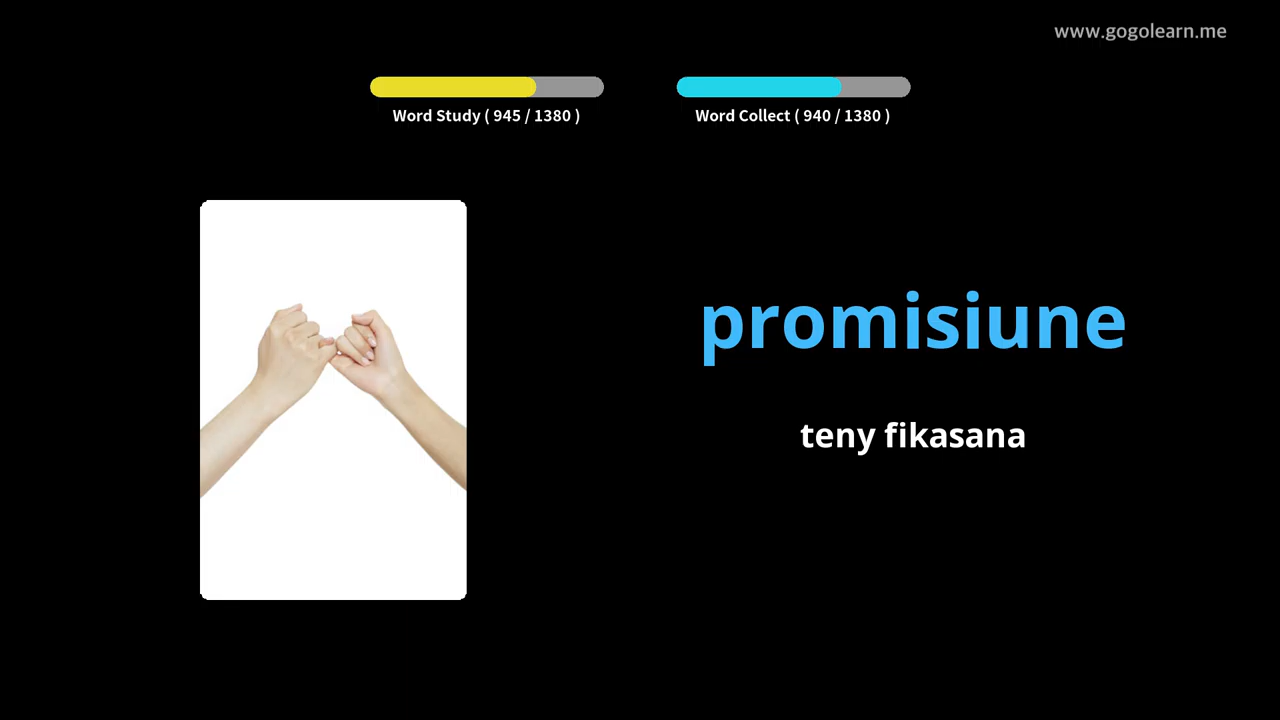 www.gogolearn.me
Word Study ( 945 / 1380 )
Word Collect ( 940 / 1380 )
promisiune
teny fikasana